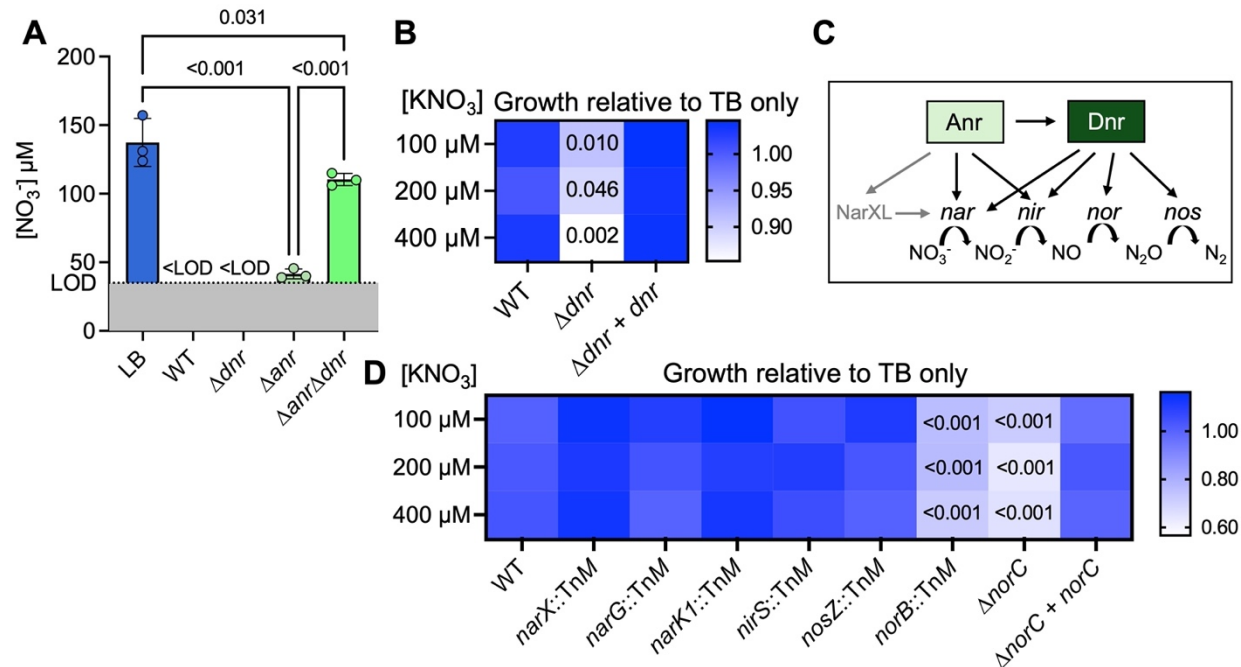 A
0.031
<0.001
<0.001
[NO3-] µM
200
150
100
50
LOD
0
<LOD
<LOD
LB
WT
Δdnr
Δanr
ΔanrΔdnr
B
[KNO3]
Growth relative to TB only
100 µM
200 µM
400 µM
0.010
0.046
0.002
1.00
0.95
0.90
WT
Δdnr
Δdnr + dnr
C
Anr
Dnr
NarXL
nar
nir
nor
nos
NO3-
NO2-
NO
N2O
N2
D
[KNO3]
Growth relative to TB only
100 µM
<0.001
<0.001
200 µM
<0.001
<0.001
400 µM
<0.001
<0.001
1.00
0.80
0.60
WT
narX::TnM
narG::TnM
narK1::TnM
nirS::TnM
nosZ::TnM
norB::TnM
ΔnorC
ΔnorC + norC